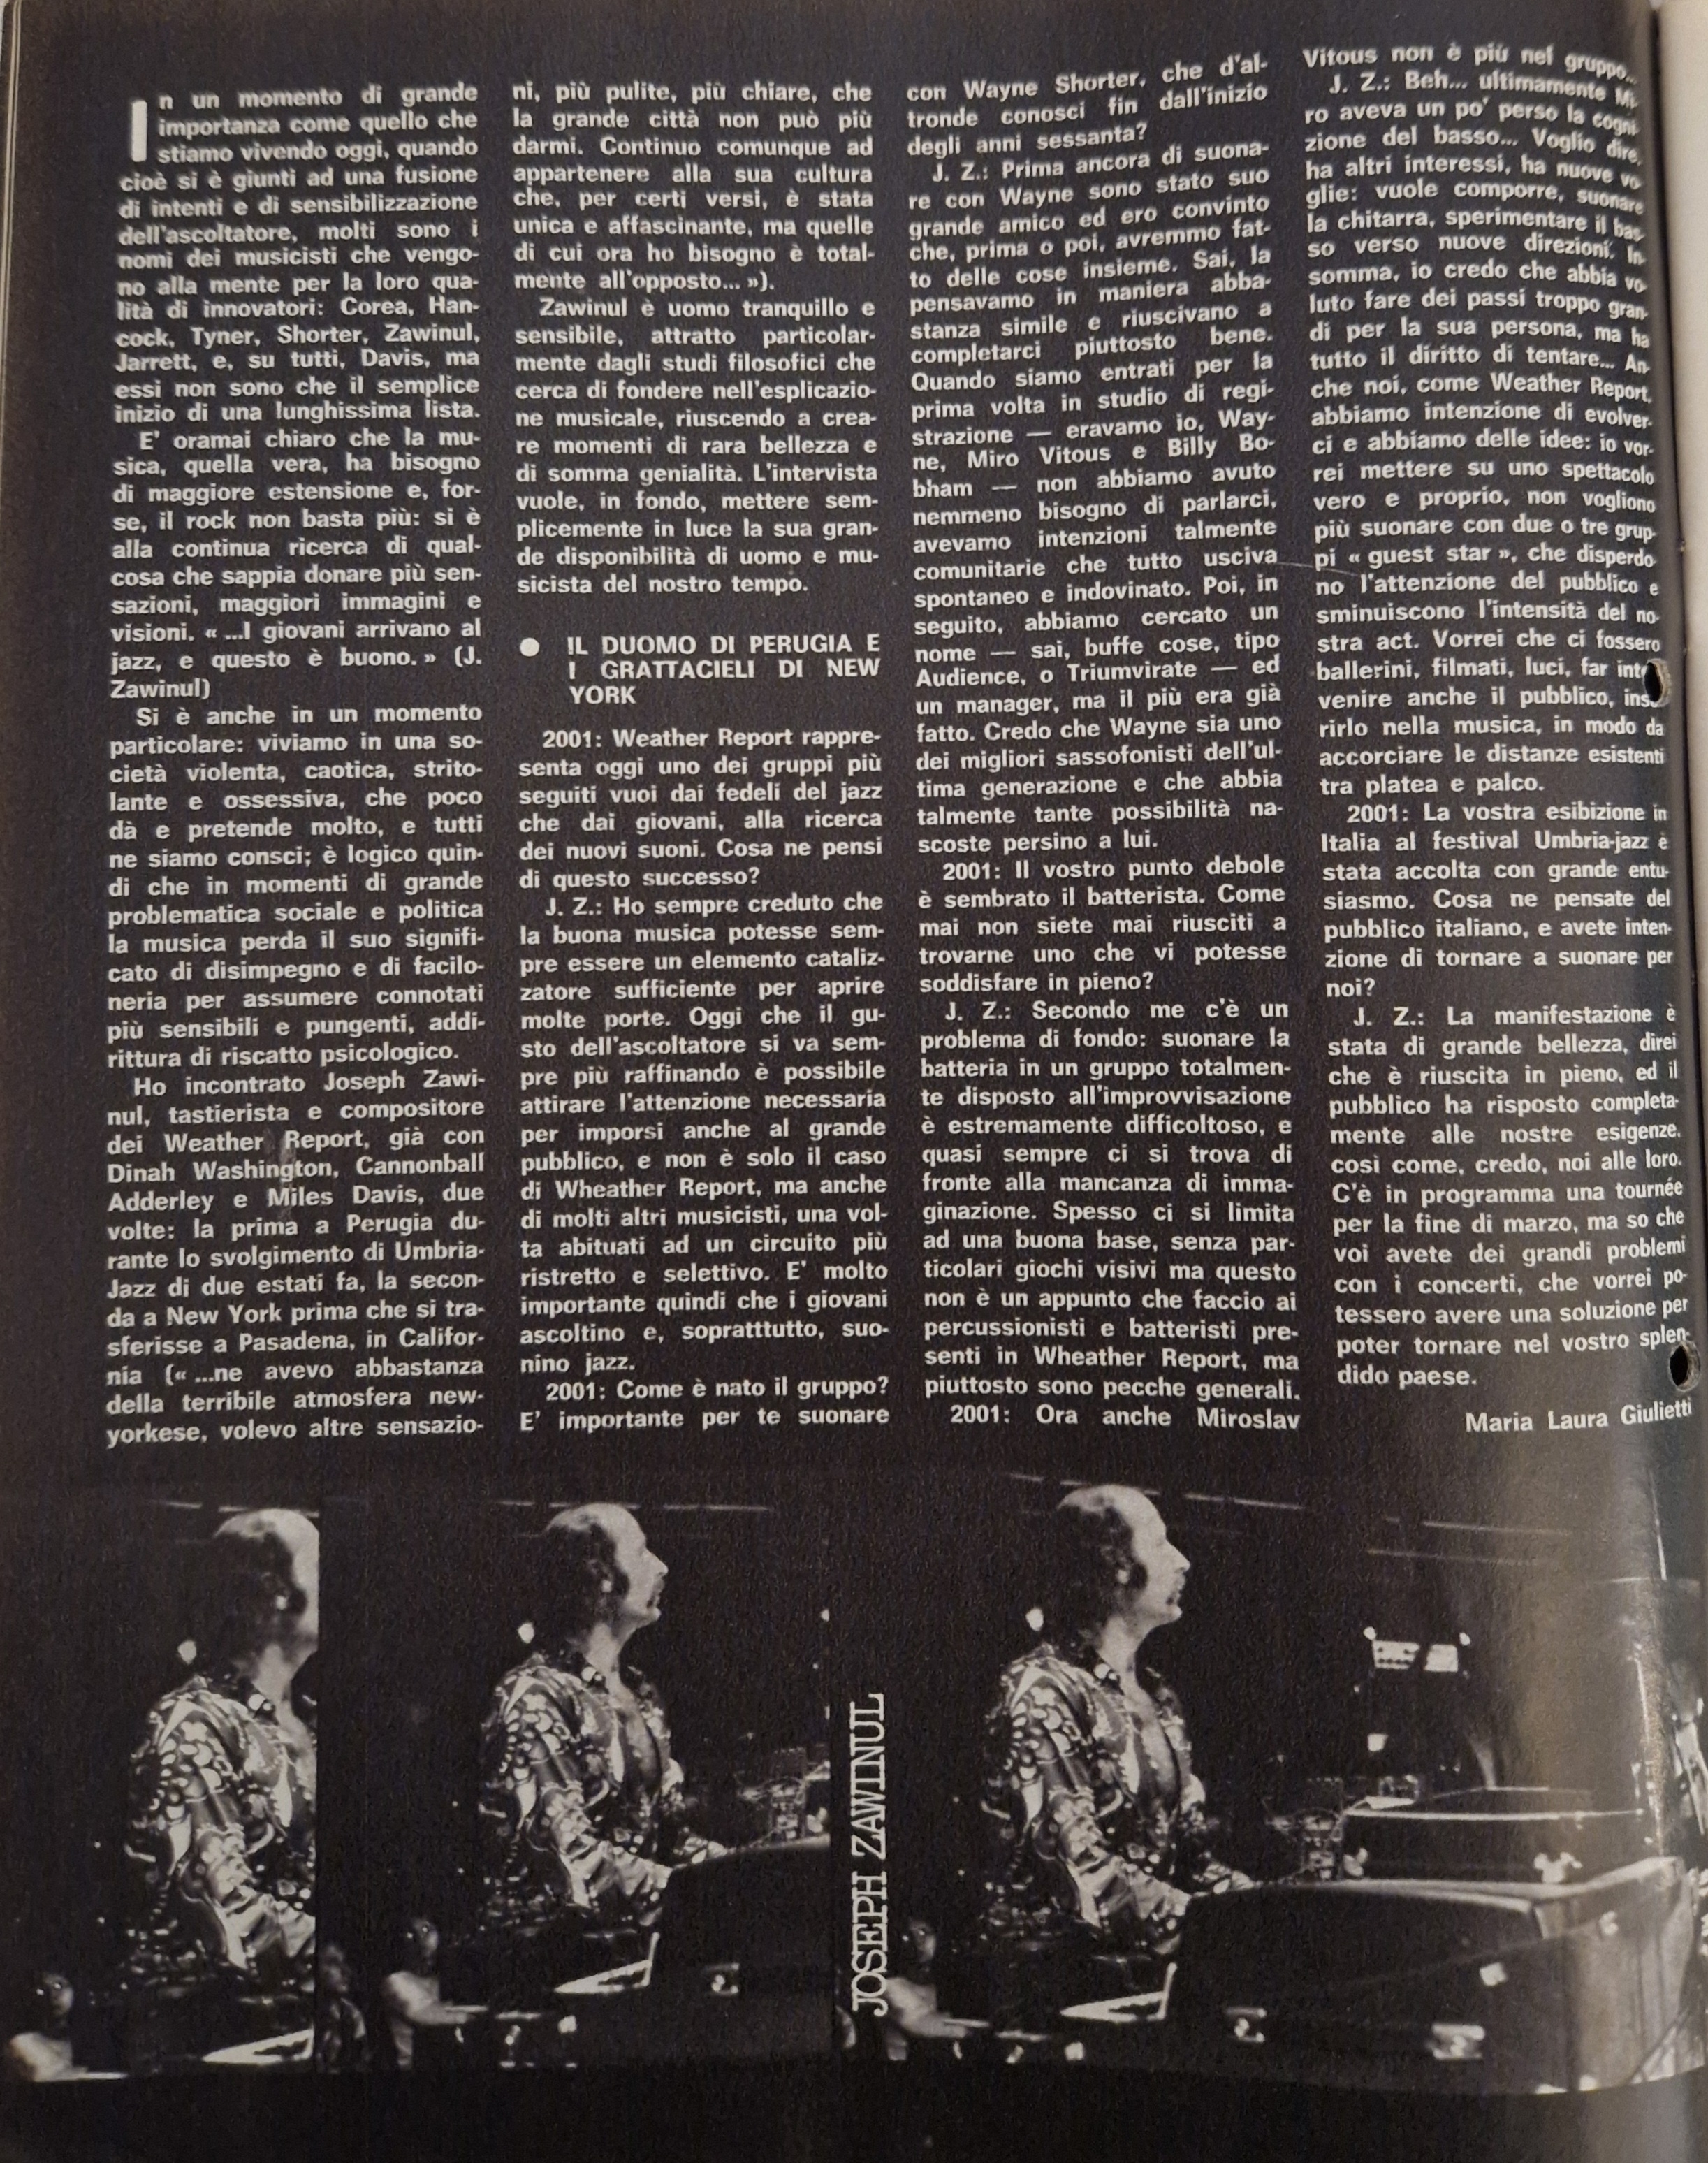 In un momento di grande
importanza come quello che
stiamo vivendo oggi, quando
cioè si è giunti ad una fusione
di intenti e di sensibilizzazione
dell'ascoltatore, molti sono i
nomi dei musicisti che vengo-
no alla mente per la loro qua-
lità di innovatori: Corea, Han-
cock, Tyner, Shorter, Zawinul,
Jarrett, e, su tutti, Davis, ma
essi non sono che il semplice
inizio di una lunghissima lista.
E' oramai chiaro che la mu-
sica, quella vera, ha bisogno
di maggiore estensione e, for-
se, il rock non basta più: si è
alla continua ricerca di qual-
cosa che sappia donare più sen-
sazioni, maggiori immagini e
visioni. « ...I giovani arrivano al
jazz, e questo è buono. » (J.
Zawinul)
Si è anche in un momento
particolare: viviamo in una so-
cietà violenta, caotica, strito-
lante e ossessiva, che poco
dà e pretende molto, e tutti
ne siamo consci; è logico quin-
di che in momenti di grande
problematica sociale e politica
la musica perda il suo signifi-
cato di disimpegno e di facilo-
neria per assumere connotati
più sensibili e pungenti, addi-
rittura di riscatto psicologico.
Ho incontrato Joseph Zawi-
nul, tastierista e compositore
dei Weather Report, già con
Dinah Washington, Cannonball
Adderley e Miles Davis, due
volte: la prima a Perugia du-
rante lo svolgimento di Umbria-
Jazz di due estati fa, la secon-
da a New York prima che si tra-
sferisse a Pasadena, in Califor-
nia (« ...ne avevo abbastanza
della terribile atmosfera new-
yorkese, volevo altre sensazio-
ni, più pulite, più chiare, che
la grande città non può più
darmi. Continuo comunque ad
appartenere alla sua cultura
che, per certi versi, è stata
unica e affascinante, ma quelle
di cui ora ho bisogno è total-
mente all'opposto... »).
Zawinul è uomo tranquillo e
sensibile, attratto particolar-
mente dagli studi filosofici che
cerca di fondere nell'esplicazio-
ne musicale, riuscendo a crea-
re momenti di rara bellezza e
di somma genialità. L'intervista
vuole, in fondo, mettere sem-
plicemente in luce la sua gran-
de disponibilità di uomo e mu-
sicista del nostro tempo.
● IL DUOMO DI PERUGIA E
I GRATTACIELI DI NEW
YORK
2001: Weather Report rappre-
senta oggi uno dei gruppi più
seguiti vuoi dai fedeli del jazz
che dai giovani, alla ricerca
dei nuovi suoni. Cosa ne pensi
di questo successo?
J. Z.: Ho sempre creduto che
la buona musica potesse sem-
pre essere un elemento cataliz-
zatore sufficiente per aprire
molte porte. Oggi che il gu-
sto dell'ascoltatore si va sem-
pre più raffinando è possibile
attirare l'attenzione necessaria
per imporsi anche al grande
pubblico, e non è solo il caso
di Wheather Report, ma anche
di molti altri musicisti, una vol-
ta abituati ad un circuito più
ristretto e selettivo. E' molto
importante quindi che i giovani
ascoltino e, sopratttutto, suo-
nino jazz.
2001: Come è nato il gruppo?
E' importante per te suonare
con Wayne Shorter, che d'al-
tronde conosci fin dall'inizio
degli anni sessanta?
J. Z.: Prima ancora di suona-
re con Wayne sono stato suo
grande amico ed ero convinto
che, prima o poi, avremmo fat-
to delle cose insieme. Sai, la
pensavamo in maniera abba-
stanza simile e riuscivano a
completarci piuttosto bene.
Quando siamo entrati per la
prima volta in studio di regi-
strazione — eravamo io, Way-
ne, Miro Vitous e Billy Bo-
bham — non abbiamo avuto
nemmeno bisogno di parlarci,
avevamo intenzioni talmente
comunitarie che tutto usciva
spontaneo e indovinato. Poi, in
seguito, abbiamo cercato un
nome — sai, buffe cose, tipo
Audience, o Triumvirate — ed
un manager, ma il più era già
fatto. Credo che Wayne sia uno
dei migliori sassofonisti dell'ul-
tima generazione e che abbia
talmente tante possibilità na-
scoste persino a lui.
2001: Il vostro punto debole
è sembrato il batterista. Come
mai non siete mai riusciti a
trovarne uno che vi potesse
soddisfare in pieno?
J. Z.: Secondo me c'è un
problema di fondo: suonare la
batteria in un gruppo totalmen-
te disposto all'improvvisazione
è estremamente difficoltoso, e
quasi sempre ci si trova di
fronte alla mancanza di imma-
ginazione. Spesso ci si limita
ad una buona base, senza par-
ticolari giochi visivi ma questo
non è un appunto che faccio ai
percussionisti e batteristi pre-
senti in Wheather Report, ma
piuttosto sono pecche generali.
2001: Ora anche Miroslav
Vitous non è più nel gruppo...
J. Z.: Beh... ultimamente Mi-
ro aveva un po' perso la cogni-
zione del basso... Voglio dire,
ha altri interessi, ha nuove vo-
glie: vuole comporre, suonare
la chitarra, sperimentare il bas-
so verso nuove direzioni. In-
somma, io credo che abbia vo-
luto fare dei passi troppo gran-
di per la sua persona, ma ha
tutto il diritto di tentare... An-
che noi, come Weather Report,
abbiamo intenzione di evolver-
ci e abbiamo delle idee: io vor-
rei mettere su uno spettacolo
vero e proprio, non vogliono
più suonare con due o tre grup-
pi « guest star », che disperdo-
no l'attenzione del pubblico e
sminuiscono l'intensità del no-
stra act. Vorrei che ci fossero
ballerini, filmati, luci, far inte
venire anche il pubblico, inse
rirlo nella musica, in modo da
accorciare le distanze esistenti
tra platea e palco.
2001: La vostra esibizione in
Italia al festival Umbria-jazz è
stata accolta con grande entu-
siasmo. Cosa ne pensate del
pubblico italiano, e avete inten-
zione di tornare a suonare per
noi?
J. Z.: La manifestazione è
stata di grande bellezza, direi
che è riuscita in pieno, ed il
pubblico ha risposto completa-
mente alle nostre esigenze,
così come, credo, noi alle loro.
C'è in programma una tournée
per la fine di marzo, ma so che
voi avete dei grandi problemi
con i concerti, che vorrei po-
tessero avere una soluzione per
poter tornare nel vostro splen-
dido paese.
Maria Laura Giulietti
JOSEPH ZAWINUL